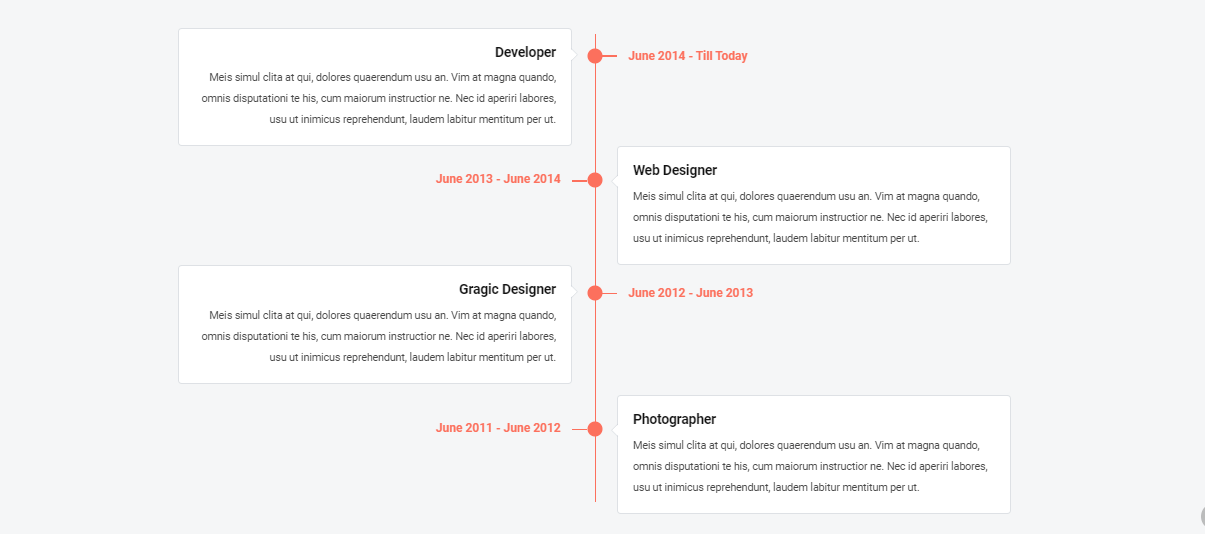 Developer
Meis simul clita at qui, dolores quaerendum usu an. Vim at magna quando,
omnis disputationi te his, cum maiorum instructior ne. Nec id aperiri labores,
usu ut inimicus reprehendunt, laudem labitur mentitum per ut.
June 2014 - Till Today
June 2013 - June 2014
Web Designer
Meis simul clita at qui, dolores quaerendum usu an. Vim at magna quando,
omnis disputationi te his, cum maiorum instructior ne. Nec id aperiri labores,
usu ut inimicus reprehendunt, laudem labitur mentitum per ut.
Gragic Designer
Meis simul clita at qui, dolores quaerendum usu an. Vim at magna quando,
omnis disputationi te his, cum maiorum instructior ne. Nec id aperiri labores,
usu ut inimicus reprehendunt, laudem labitur mentitum per ut.
June 2012 - June 2013
June 2011 - June 2012
Photographer
Meis simul clita at qui, dolores quaerendum usu an. Vim at magna quando,
omnis disputationi te his, cum maiorum instructior ne. Nec id aperiri labores,
usu ut inimicus reprehendunt, laudem labitur mentitum per ut.